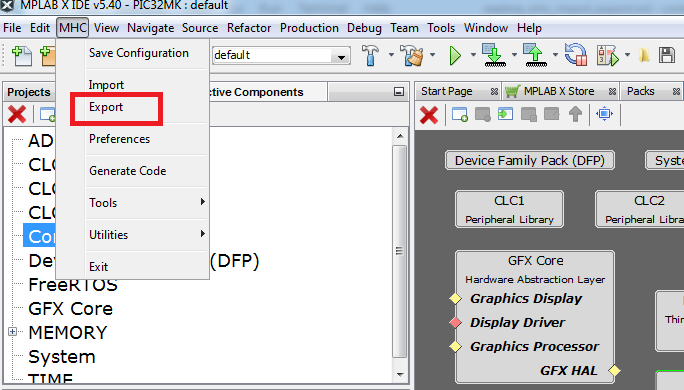 MPLAB X IDE v5.40 - PIC32MK : default
File Edit MHC View Navigate Source Refactor Production Debug Team Tools Window Help
default
Save Configuration
Import
Export
Preferences
Generate Code
Tools
Utilities
Exit
Projects
ctive Components
AD
CLC
CLC
CLC
Co
De
(DFP)
FreeRTOS
GFX Core
MEMORY
System
TIME
Start Page
MPLAB X Store
Packs
Device Family Pack (DFP)
Syste
CLC1
Peripheral Library
CLC2
Peripheral Libra
GFX Core
Hardware Abstraction Layer
Graphics Display
Display Driver
Graphics Processor
GFX HAL
Thi